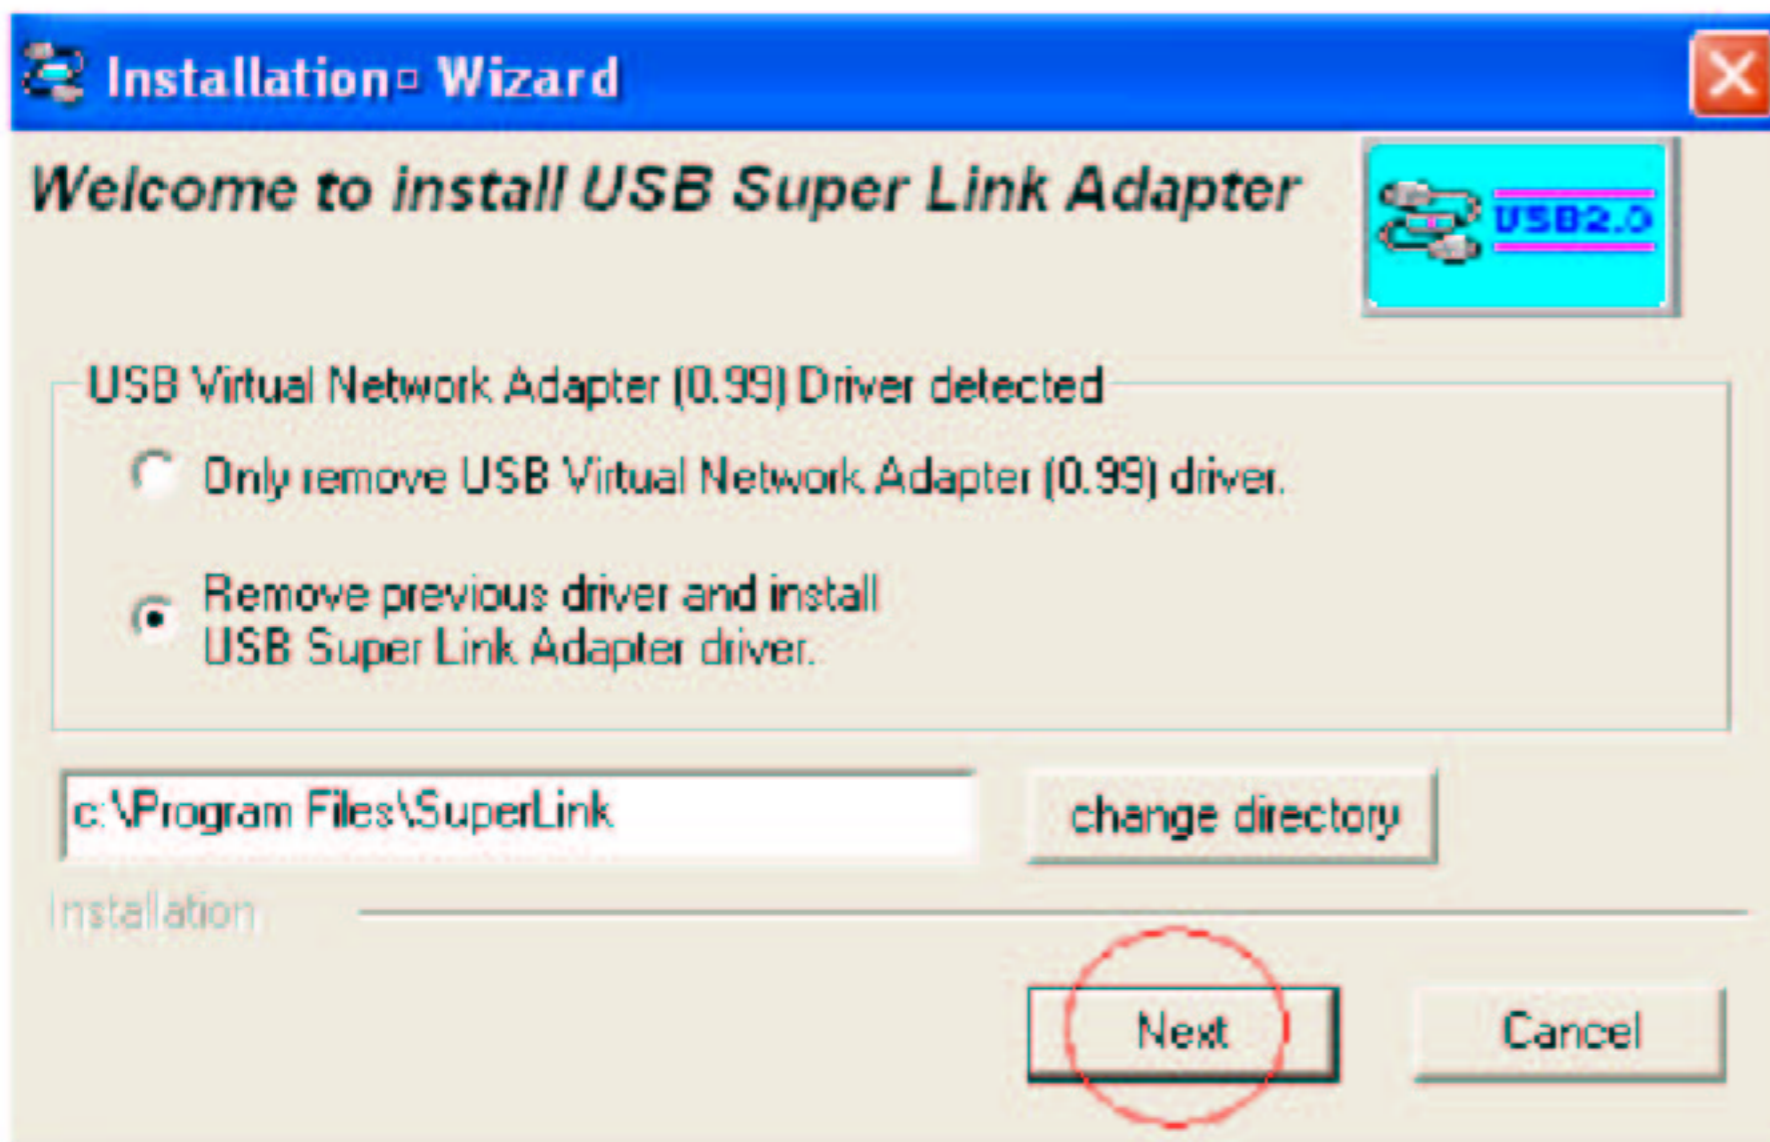 Installation▫ Wizard
Welcome to install USB Super Link Adapter
USB2.0
USB Virtual Network Adapter (0.99) Driver detected
Only remove USB Virtual Network Adapter (0.99) driver.
Remove previous driver and install
USB Super Link Adapter driver.
c:\Program Files\SuperLink
change directory
Installation
Next
Cancel